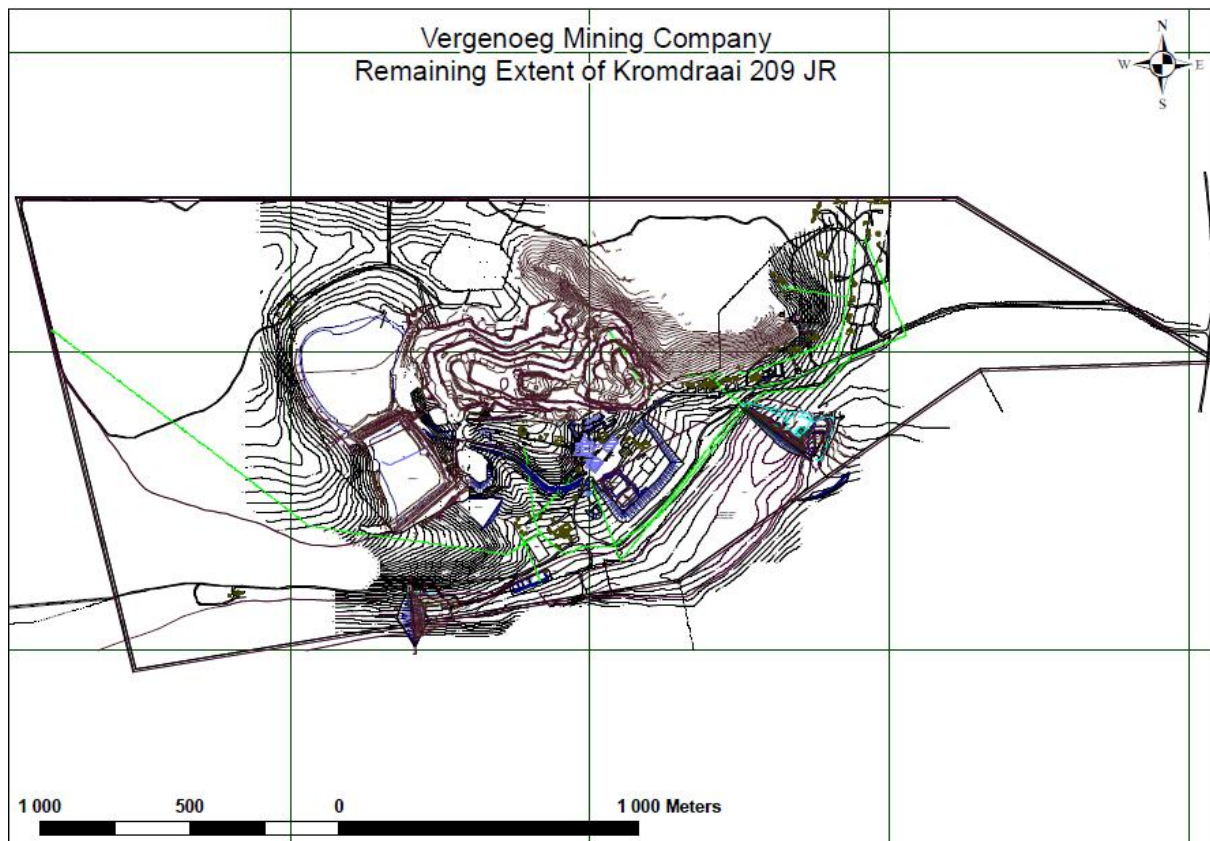 Vergenoeg Mining Company
Remaining Extent of Kromdraai 209 JR
N
W E
S
1 000 500 0 1 000 Meters